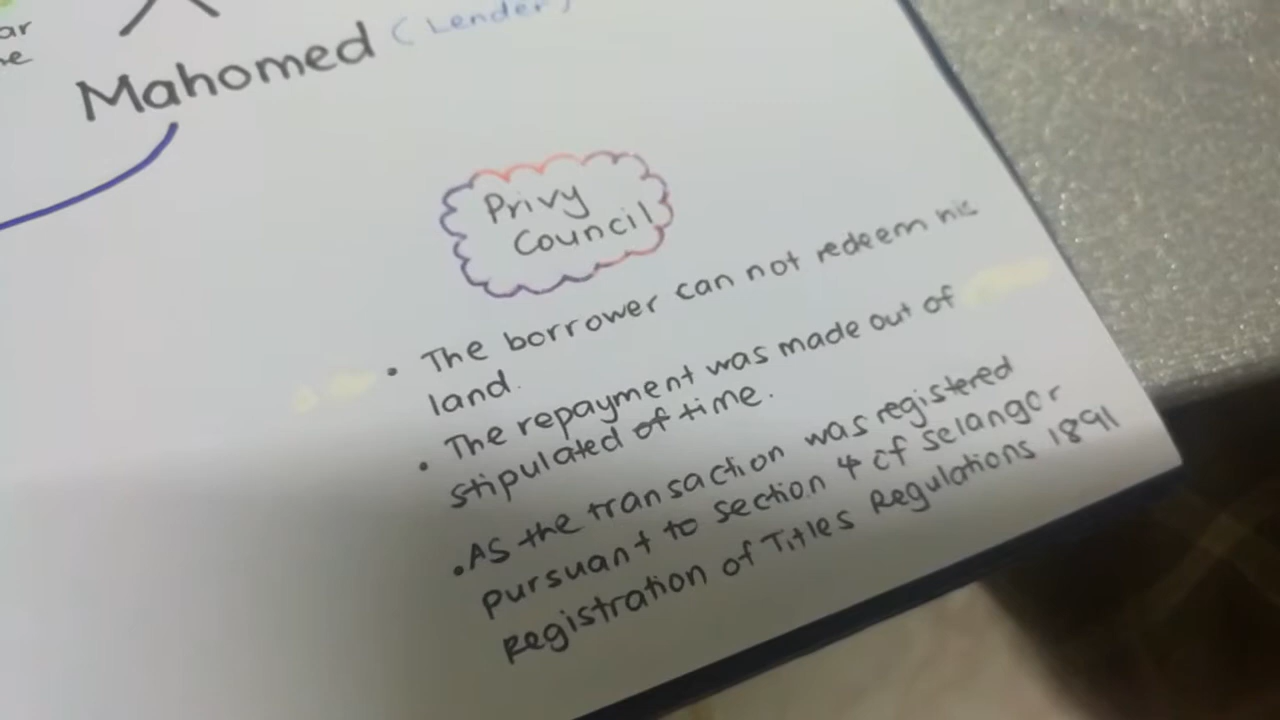 ar
Mahomed (Lender)
Privy
Council
• The borrower can not redeem his
land.
• The repayment was made out of
stipulated of time.
• As the transaction was registered
pursuant to section 4 of Selangor
Registration of Titles Regulations 1891